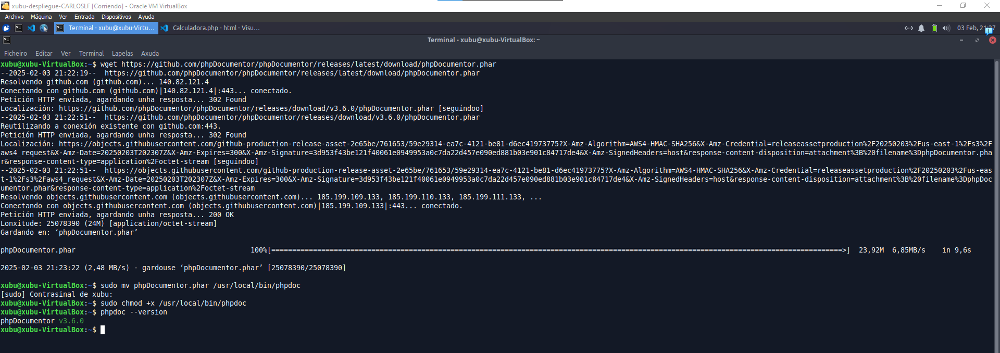 xubu-despliegue-CARLOSLF [Corriendo] - Oracle VM VirtualBox
Archivo Máquina Ver Entrada Dispositivos Ayuda
Terminal - xubu@xubu-Virtu... Calculadora.php - html - Visu... 03 Feb, 21:27
Terminal - xubu@xubu-VirtualBox: ~
Ficheiro Editar Ver Terminal Lapelas Axuda
xubu@xubu-VirtualBox:~$ wget https://github.com/phpDocumentor/phpDocumentor/releases/latest/download/phpDocumentor.phar
--2025-02-03 21:22:19--  https://github.com/phpDocumentor/phpDocumentor/releases/latest/download/phpDocumentor.phar
Resolvendo github.com (github.com)... 140.82.121.4
Conectando con github.com (github.com)|140.82.121.4|:443... conectado.
Petición HTTP enviada, agardando unha resposta... 302 Found
Localización: https://github.com/phpDocumentor/phpDocumentor/releases/download/v3.6.0/phpDocumentor.phar [seguíndoo]
--2025-02-03 21:22:51--  https://github.com/phpDocumentor/phpDocumentor/releases/download/v3.6.0/phpDocumentor.phar
Reutilizando a conexión existente con github.com:443.
Petición HTTP enviada, agardando unha resposta... 302 Found
Localización: https://objects.githubusercontent.com/github-production-release-asset-2e65be/761653/59e29314-ea7c-4121-be81-d6ec41973775?X-Amz-Algorithm=AWS4-HMAC-SHA256&X-Amz-Credential=releaseassetproduction%2F20250203%2Fus-east-1%2Fs3%2F
aws4_request&X-Amz-Date=20250203T202307Z&X-Amz-Expires=300&X-Amz-Signature=3d953f43be121f40061e0949953a0c7da22d457e090ed881b03e901c84717de4&X-Amz-SignedHeaders=host&response-content-disposition=attachment%3B%20filename%3DphpDocumentor.pha
r&response-content-type=application%2Foctet-stream [seguíndoo]
--2025-02-03 21:22:51--  https://objects.githubusercontent.com/github-production-release-asset-2e65be/761653/59e29314-ea7c-4121-be81-d6ec41973775?X-Amz-Algorithm=AWS4-HMAC-SHA256&X-Amz-Credential=releaseassetproduction%2F20250203%2Fus-eas
t-1%2Fs3%2Faws4_request&X-Amz-Date=20250203T202307Z&X-Amz-Expires=300&X-Amz-Signature=3d953f43be121f40061e0949953a0c7da22d457e090ed881b03e901c84717de4&X-Amz-SignedHeaders=host&response-content-disposition=attachment%3B%20filename%3DphpDoc
umentor.phar&response-content-type=application%2Foctet-stream
Resolvendo objects.githubusercontent.com (objects.githubusercontent.com)... 185.199.109.133, 185.199.110.133, 185.199.111.133, ...
Conectando con objects.githubusercontent.com (objects.githubusercontent.com)|185.199.109.133|:443... conectado.
Petición HTTP enviada, agardando unha resposta... 200 OK
Lonxitude: 25078390 (24M) [application/octet-stream]
Gardando en: ‘phpDocumentor.phar’
phpDocumentor.phar 100%[=========================================================================================================================================>] 23,92M 6,85MB/s in 9,6s
2025-02-03 21:23:22 (2,48 MB/s) - gardouse ‘phpDocumentor.phar’ [25078390/25078390]
xubu@xubu-VirtualBox:~$ sudo mv phpDocumentor.phar /usr/local/bin/phpdoc
[sudo] Contrasinal de xubu:
xubu@xubu-VirtualBox:~$ sudo chmod +x /usr/local/bin/phpdoc
xubu@xubu-VirtualBox:~$ phpdoc --version
phpDocumentor v3.6.0
xubu@xubu-VirtualBox:~$